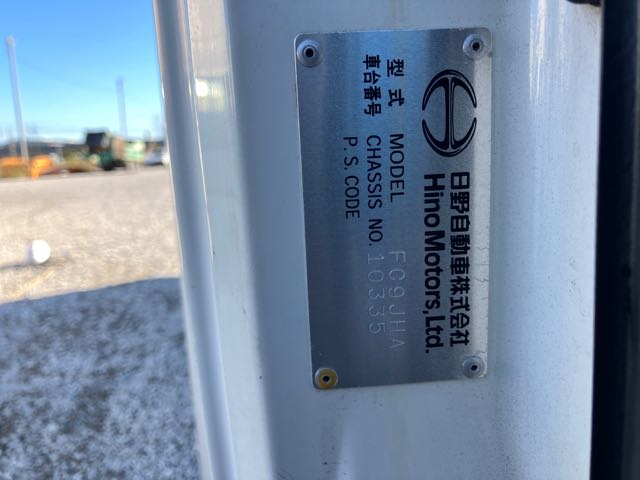 日野自動車株式会社
Hino Motors, Ltd.
型式 MODEL FC9JHA
車台番号 CHASSIS NO. 10335
P. S. CODE